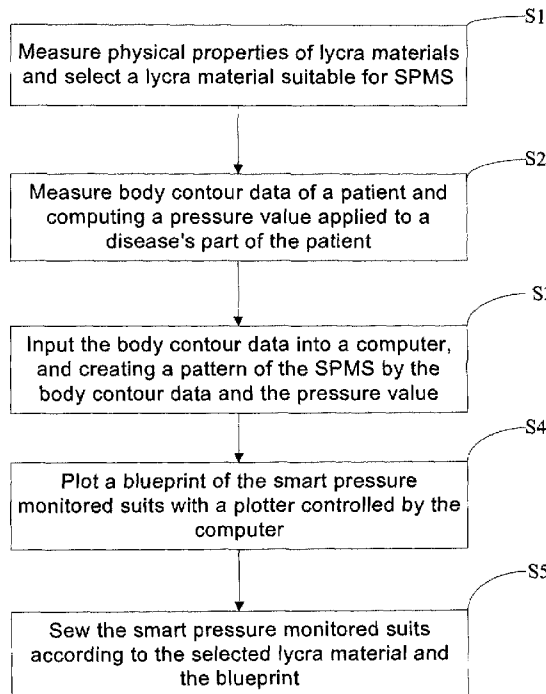 S1
Measure physical properties of lycra materials
and select a lycra material suitable for SPMS
S2
Measure body contour data of a patient and
computing a pressure value applied to a
disease's part of the patient
Input the body contour data into a computer,
and creating a pattern of the SPMS by the
body contour data and the pressure value
S4
Plot a blueprint of the smart pressure
monitored suits with a plotter controlled by the
computer
S5
Sew the smart pressure monitored suits
according to the selected lycra material and
the blueprint